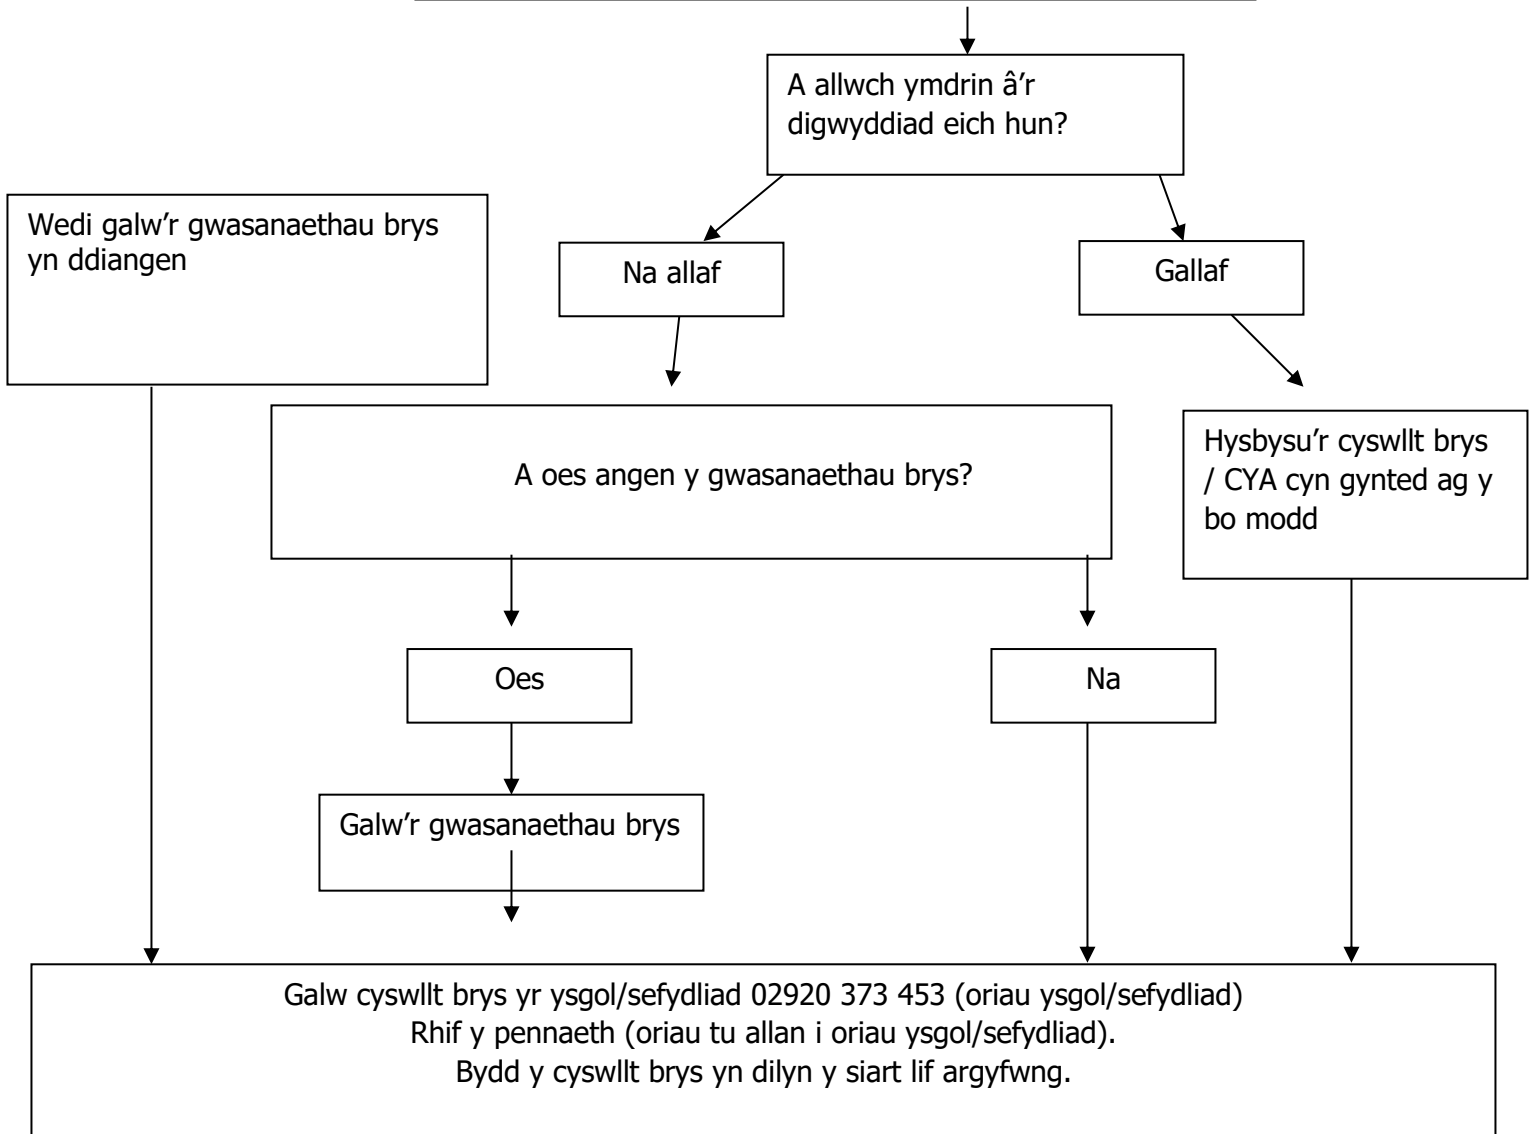 A allwch ymdrin â’r
digwyddiad eich hun?
Wedi galw’r gwasanaethau brys
yn ddiangen
Na allaf
Gallaf
A oes angen y gwasanaethau brys?
Hysbysu’r cyswllt brys
/ CYA cyn gynted ag y
bo modd
Oes
Na
Galw’r gwasanaethau brys
Galw cyswllt brys yr ysgol/sefydliad 02920 373 453 (oriau ysgol/sefydliad)
Rhif y pennaeth (oriau tu allan i oriau ysgol/sefydliad).
Bydd y cyswllt brys yn dilyn y siart lif argyfwng.